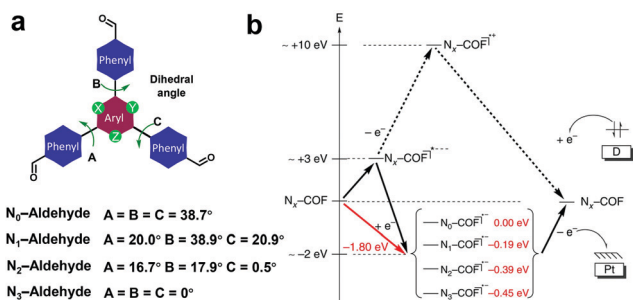 a
O
Phenyl
B
Dihedral
angle
X
Y
Aryl
Z
C
Phenyl
Phenyl
A
O
O
N₀–Aldehyde A = B = C = 38.7°
N₁–Aldehyde A = 20.0° B = 38.9° C = 20.9°
N₂–Aldehyde A = 16.7° B = 17.9° C = 0.5°
N₃–Aldehyde A = B = C = 0°
b
E
~ +10 eV
Nₓ–COF⌉•+
– e⁻
+ e⁻
D
~ +3 eV
Nₓ–COF⌉*
Nₓ–COF
Nₓ–COF
+ e⁻
– e⁻
–1.80 eV
N₀–COF⌉•– 0.00 eV
N₁–COF⌉•– –0.19 eV
~ –2 eV
N₂–COF⌉•– –0.39 eV
N₃–COF⌉•– –0.45 eV
Pt